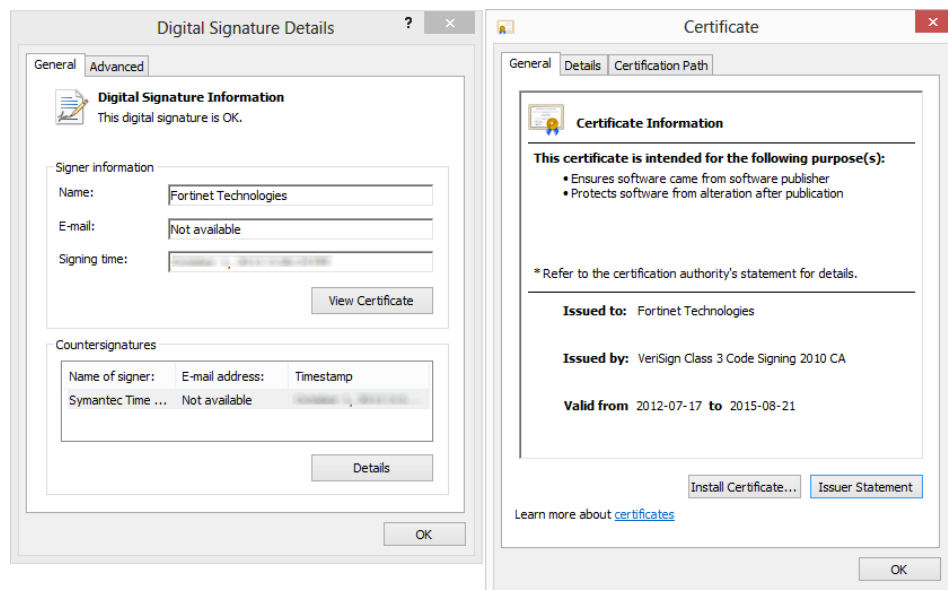 Digital Signature Details
?
General
Advanced
Digital Signature Information
This digital signature is OK.
Signer information
Name:
Fortinet Technologies
E-mail:
Not available
Signing time:
View Certificate
Countersignatures
Name of signer: E-mail address: Timestamp
Symantec Time ... Not available
Details
OK
Certificate
General
Details
Certification Path
Certificate Information
This certificate is intended for the following purpose(s):
• Ensures software came from software publisher
• Protects software from alteration after publication
* Refer to the certification authority's statement for details.
Issued to: Fortinet Technologies
Issued by: VeriSign Class 3 Code Signing 2010 CA
Valid from 2012-07-17 to 2015-08-21
Install Certificate...
Issuer Statement
Learn more about certificates
OK